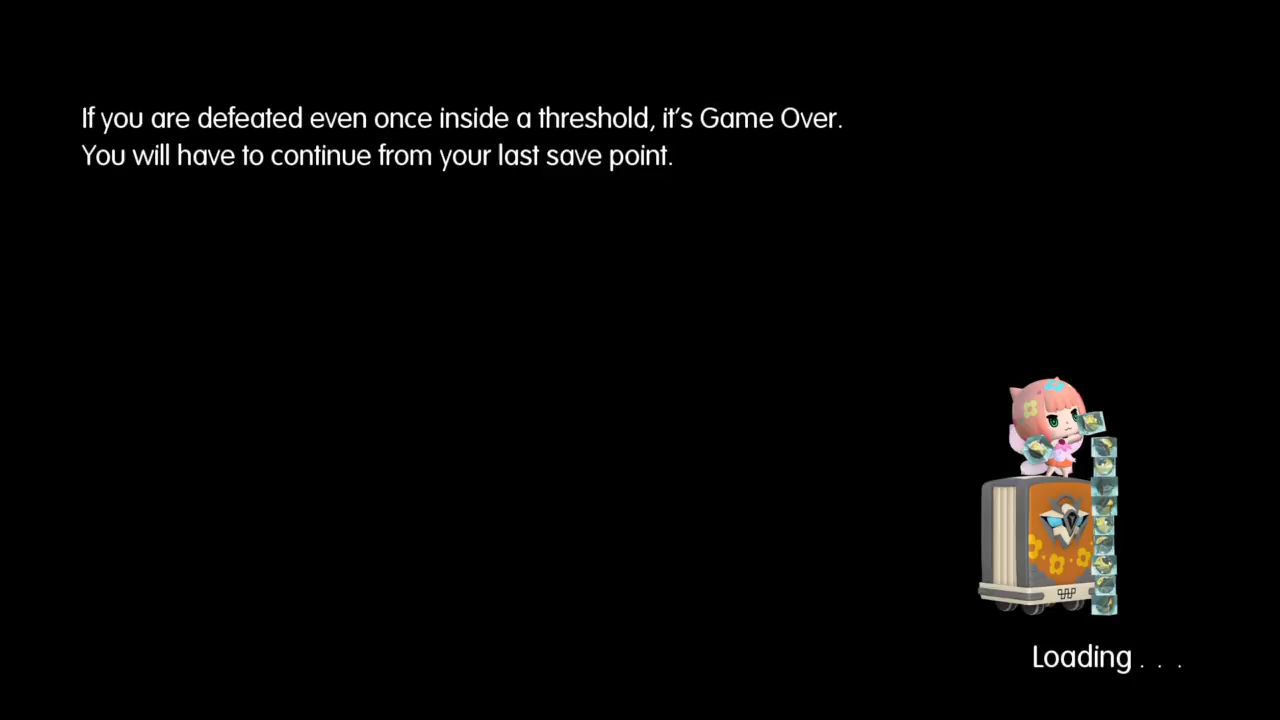 If you are defeated even once inside a threshold, it's Game Over.
You will have to continue from your last save point.
Loading . . .